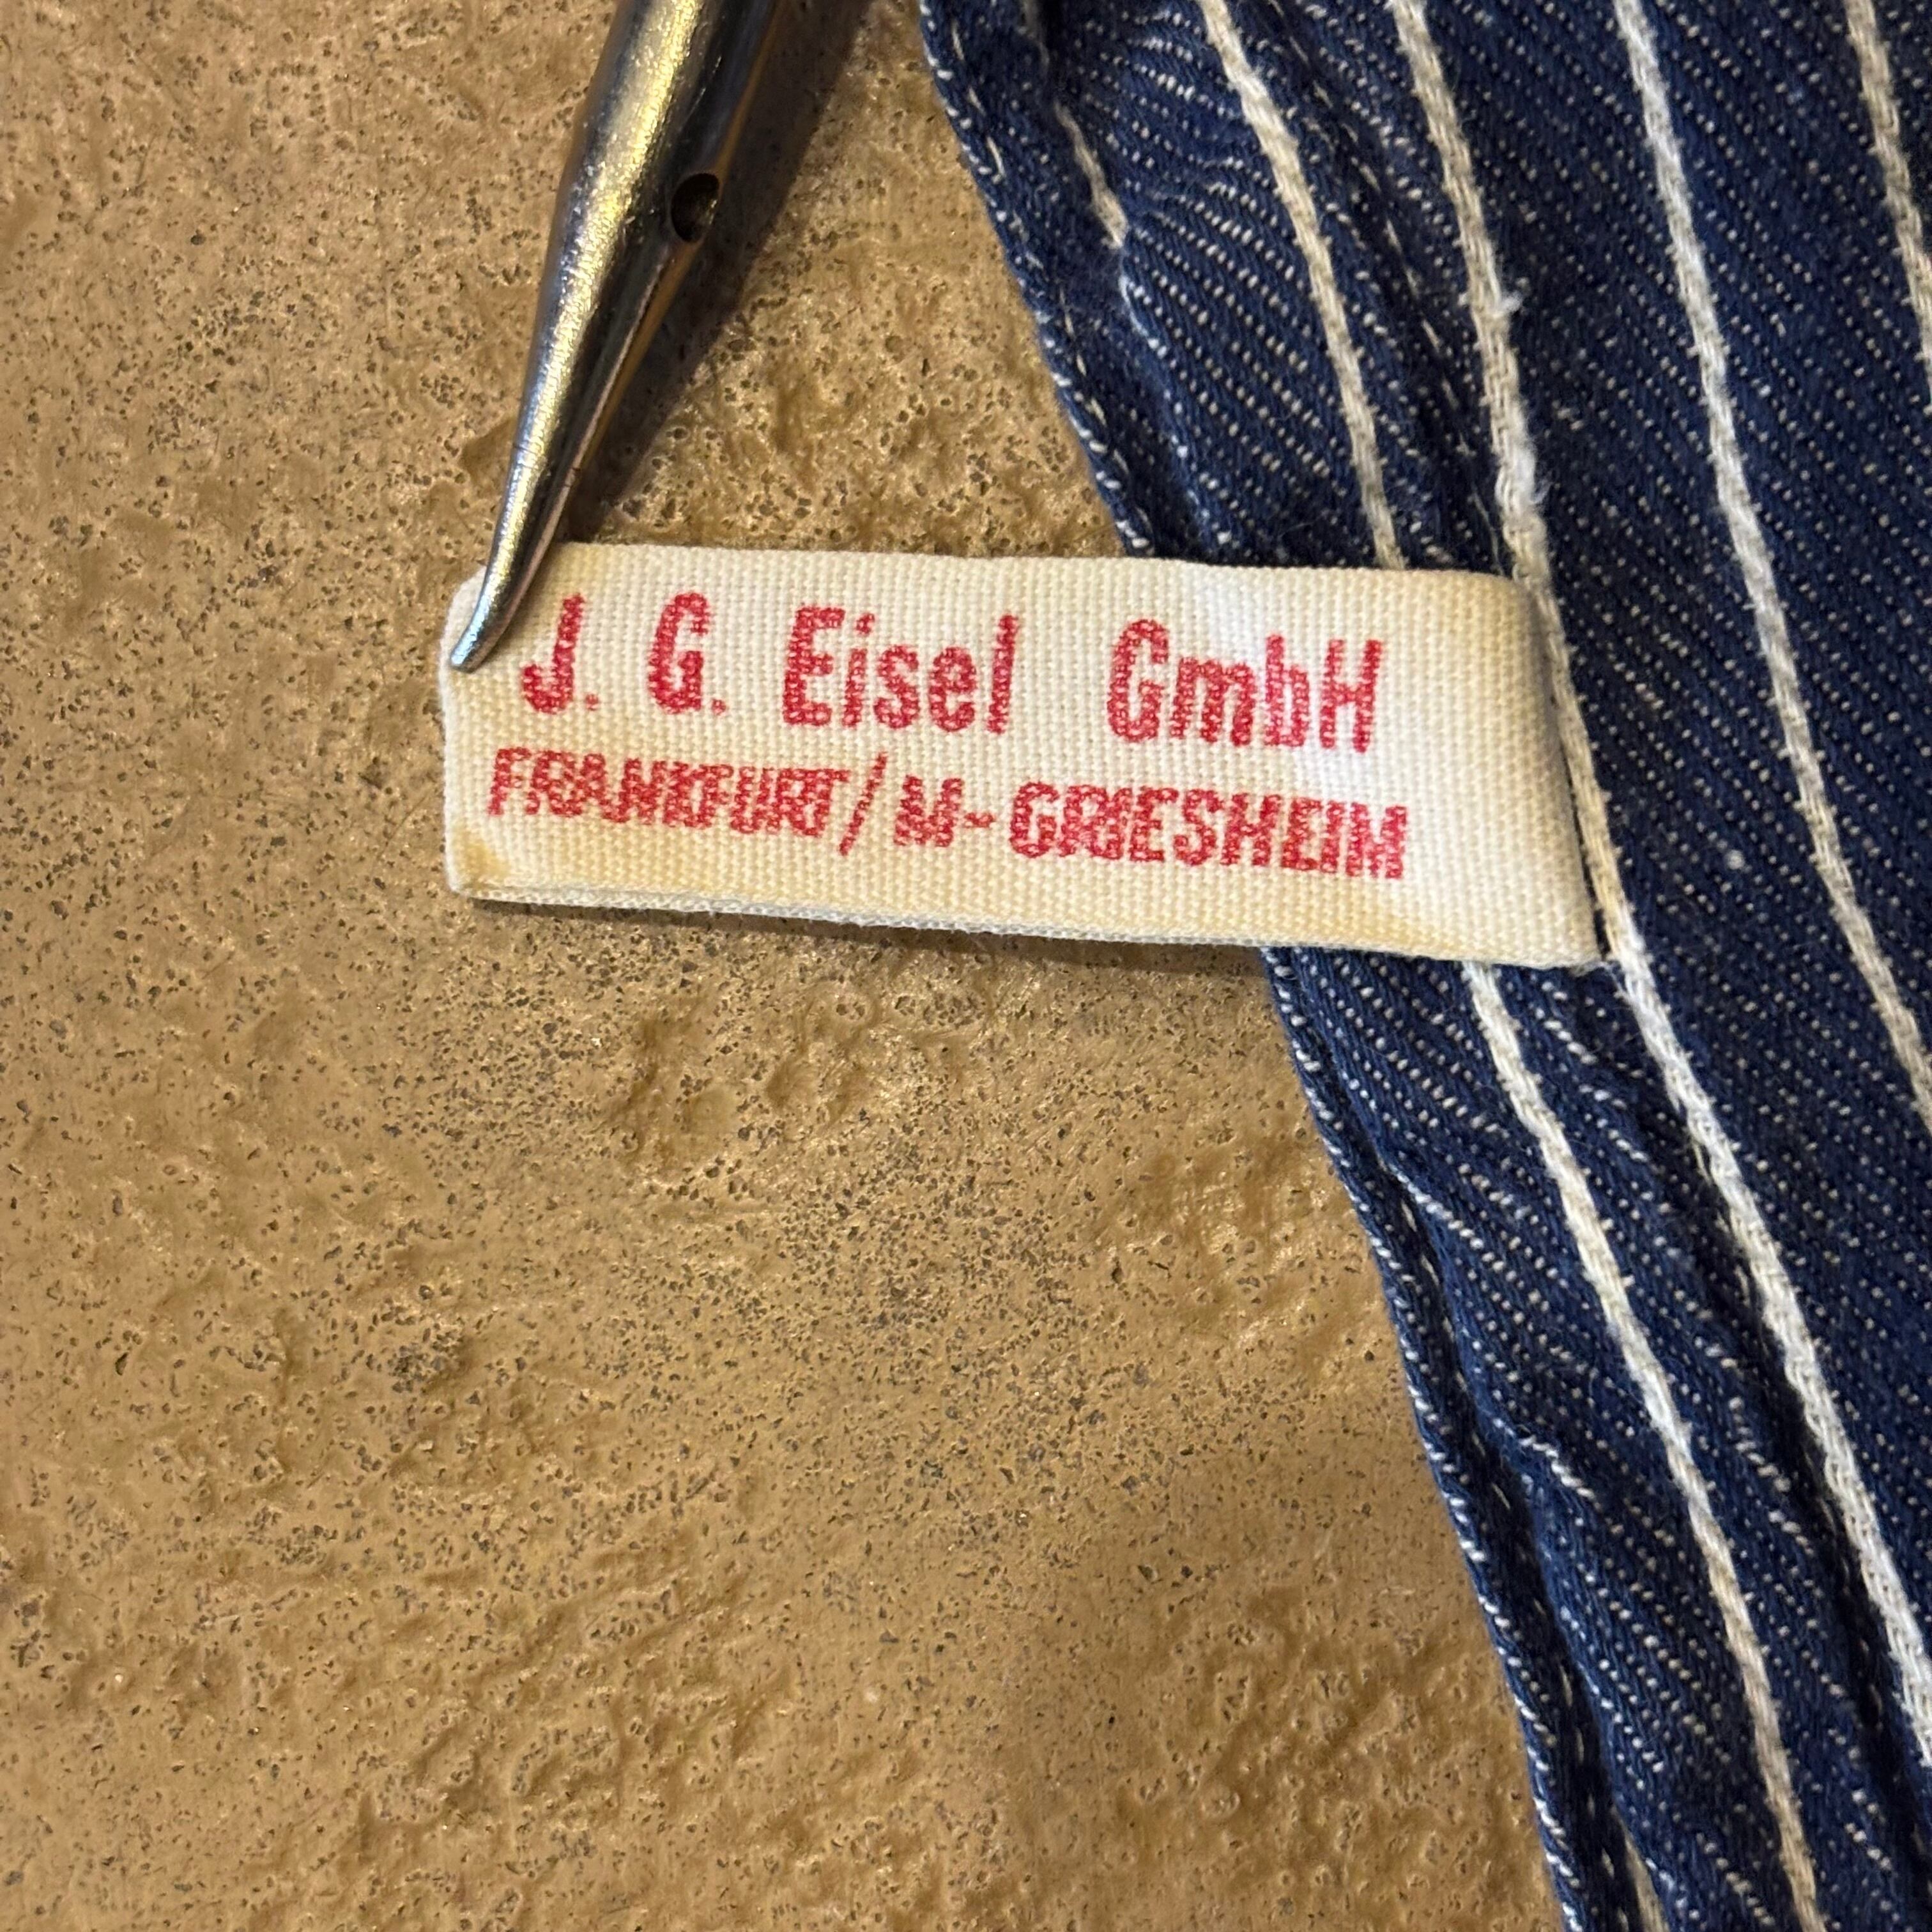 J. G. Eisel GmbH
FRANKFURT/M-GRIESHEIM